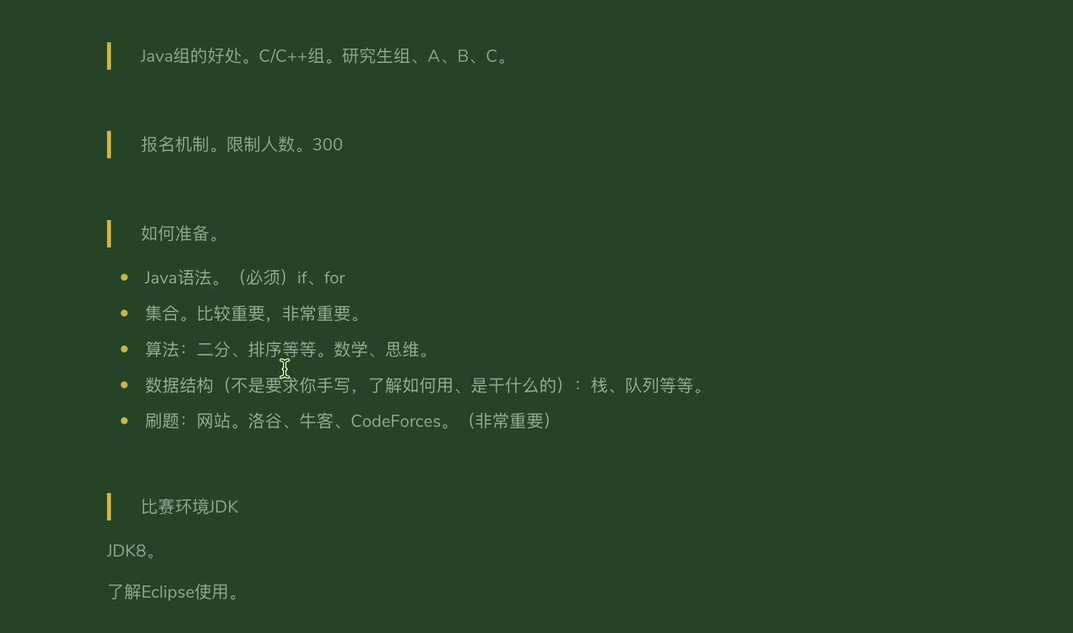 Java组的好处。C/C++组。研究生组、A、B、C。
报名机制。限制人数。300
如何准备。
Java语法。（必须）if、for
集合。比较重要，非常重要。
算法：二分、排序等等。数学、思维。
数据结构（不是要求你手写，了解如何用、是干什么的）：栈、队列等等。
刷题：网站。洛谷、牛客、CodeForces。（非常重要）
比赛环境JDK
JDK8。
了解Eclipse使用。